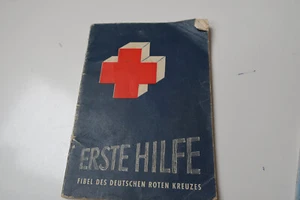 ERSTE HILFE
FIBEL DES DEUTSCHEN ROTEN KREUZES